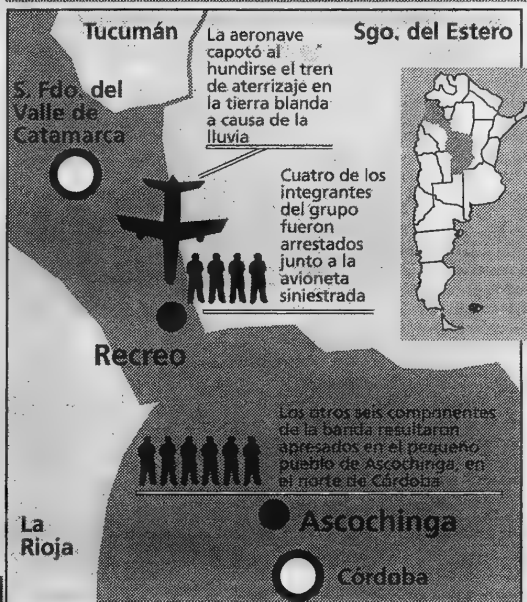 Tucumán
La aeronave
capotó al
hundirse el tren
de aterrizaje en
la tierra blanda
a causa de la
lluvia
Sgo. del Estero
S. Fdo. del
Valle de
Catamarca
Cuatro de los
integrantes
del grupo
fueron
arrestados
junto a la
avioneta
siniestrada
Recreo
Los otros seis componentes
de la banda resultaron
apresados en el pequeño
pueblo de Ascochinga, en
el norte de Córdoba
La
Rioja
Ascochinga
Córdoba